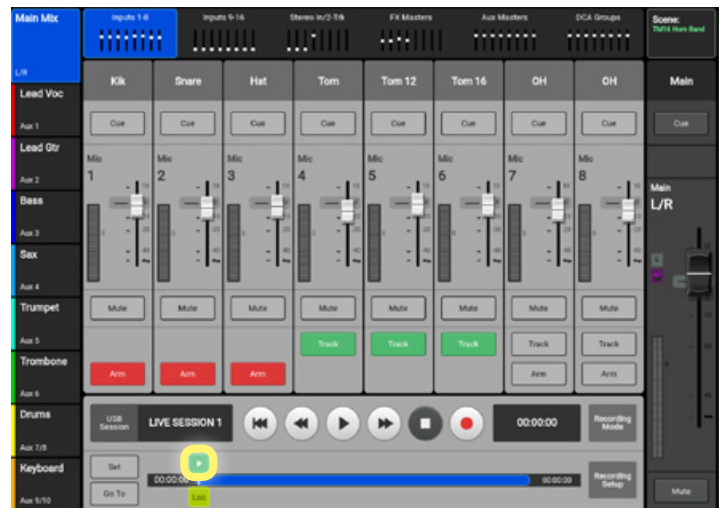 Main Mix
L/R
Inputs 1-8
Inputs 9-16
Stereo In/2-Trk
FX Masters
Aux Masters
DCA Groups
Scene:
TM16 Horn Band
Lead Voc
Aux 1
Lead Gtr
Aux 2
Bass
Aux 3
Sax
Aux 4
Trumpet
Aux 5
Trombone
Aux 6
Drums
Aux 7/8
Keyboard
Aux 9/10
Kik Snare Hat Tom Tom 12 Tom 16 OH OH Main
Cue Cue Cue Cue Cue Cue Cue Cue Cue
Mic Mic Mic Mic Mic Mic Mic Mic
1 2 3 4 5 6 7 8
Main
L/R
Mute Mute Mute Mute Mute Mute Mute Mute
Track Track Track Track Track
Arm Arm Arm Arm Arm
USB
Session
LIVE SESSION 1
00:00:00
Recording
Mode
Set
Go To
00:00:00
Loc
00:00:00
Recording
Setup
Mute